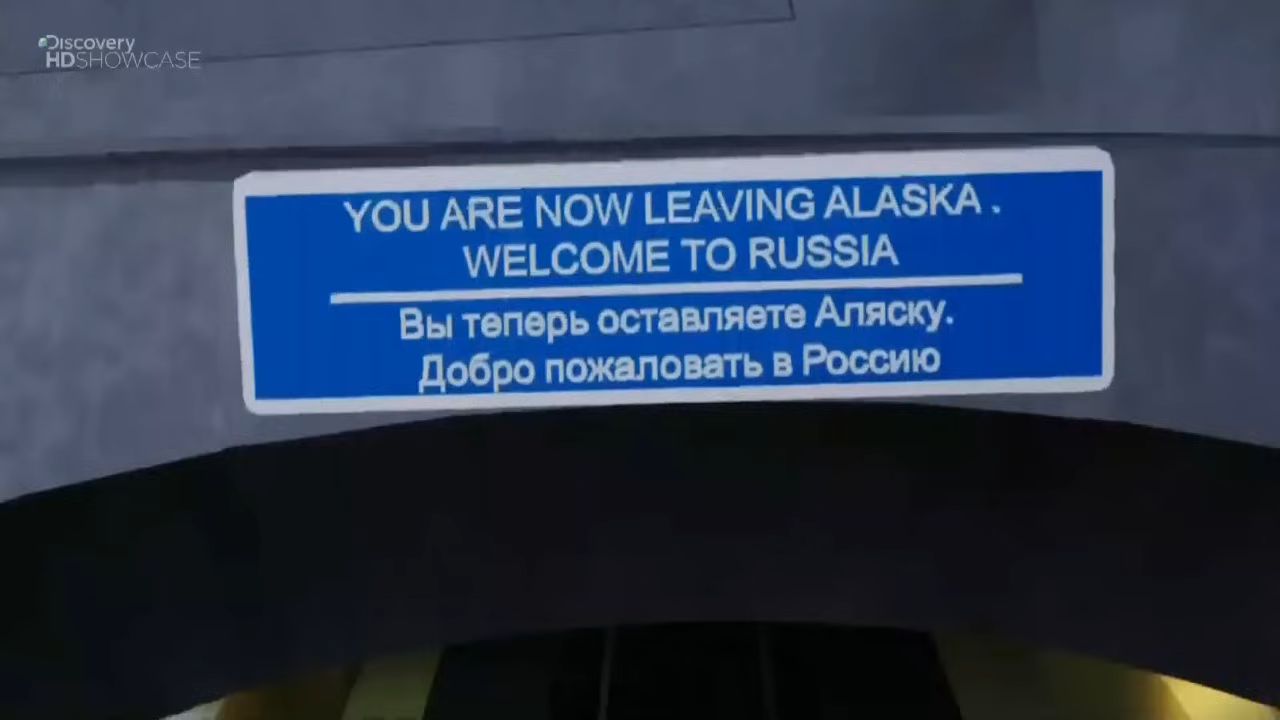 Discovery
HDSHOWCASE
YOU ARE NOW LEAVING ALASKA .
WELCOME TO RUSSIA
Вы теперь оставляете Аляску.
Добро пожаловать в Россию